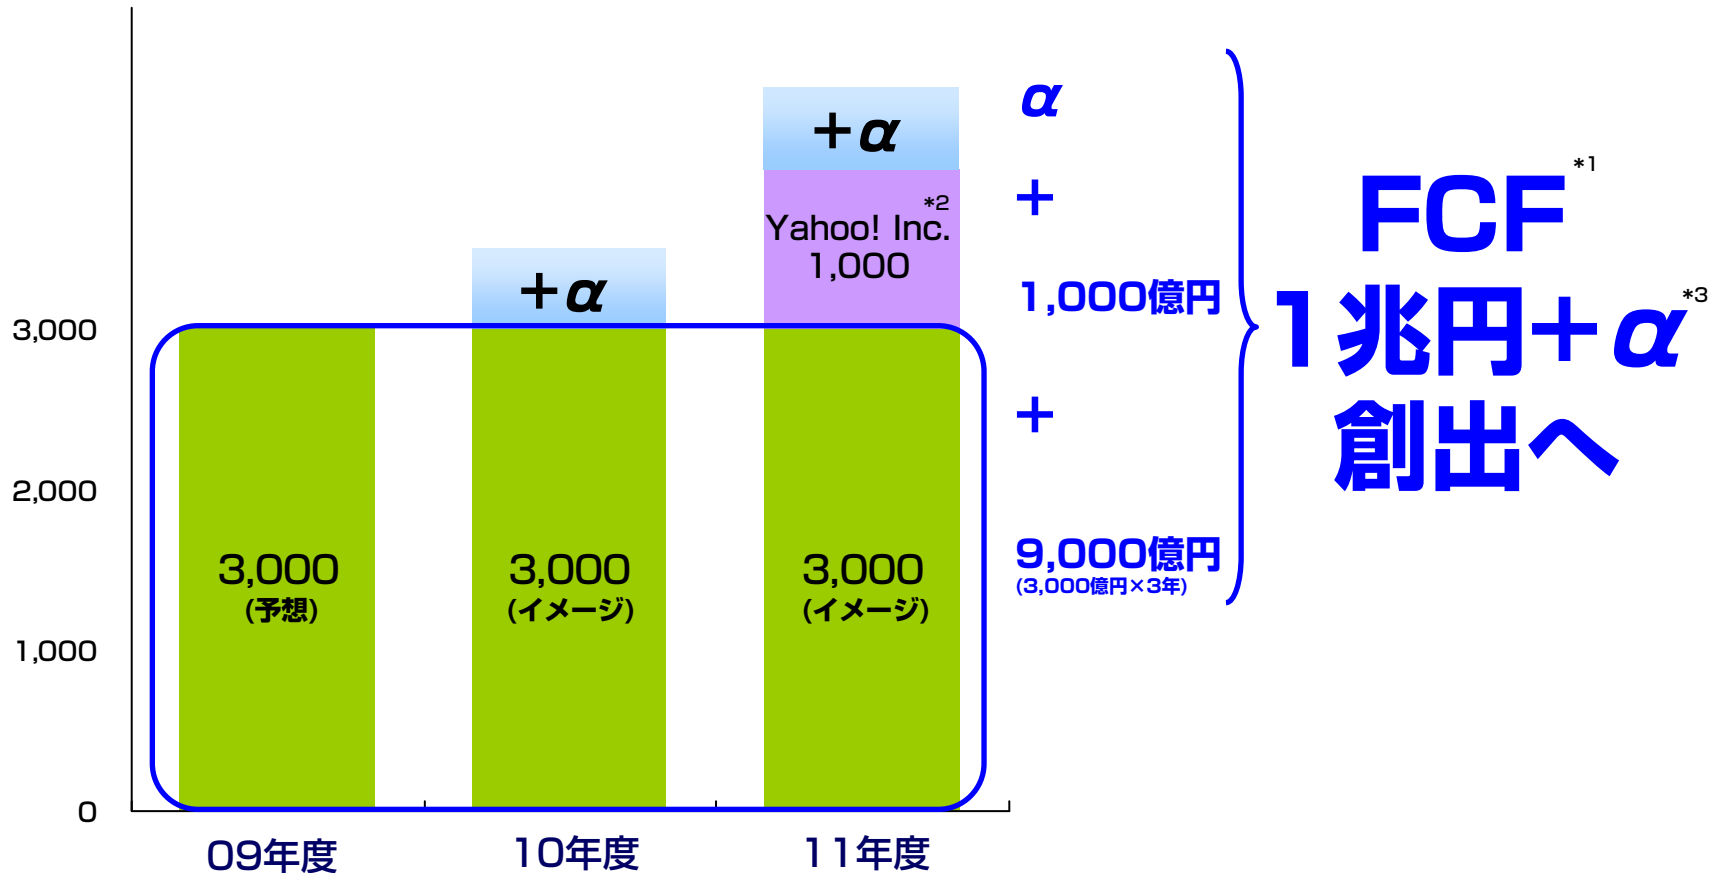 3,000
2,000
1,000
0
3,000
(予想)
+α
3,000
(イメージ)
+α
*2
Yahoo! Inc.
1,000
3,000
(イメージ)
09年度
10年度
11年度
α
+
1,000億円
+
9,000億円
(3,000億円×3年)
FCF*1
1兆円+α*3
創出へ